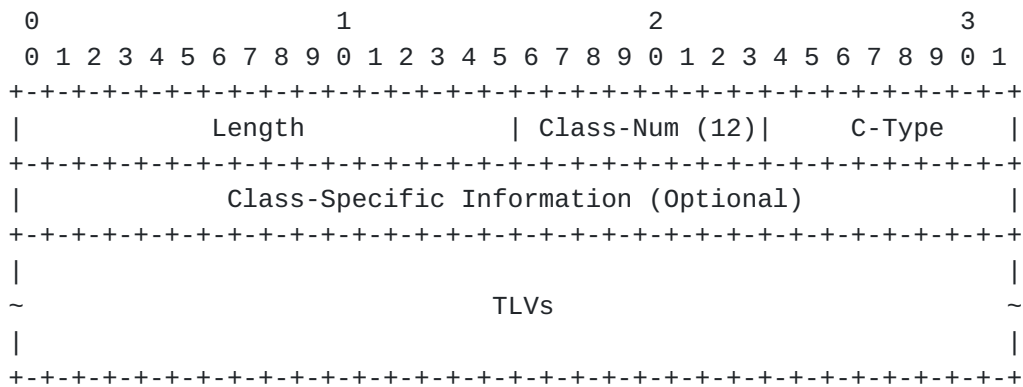 0                   1                   2                   3
 0 1 2 3 4 5 6 7 8 9 0 1 2 3 4 5 6 7 8 9 0 1 2 3 4 5 6 7 8 9 0 1
+-+-+-+-+-+-+-+-+-+-+-+-+-+-+-+-+-+-+-+-+-+-+-+-+-+-+-+-+-+-+-+-+
|            Length             | Class-Num (12)|     C-Type    |
+-+-+-+-+-+-+-+-+-+-+-+-+-+-+-+-+-+-+-+-+-+-+-+-+-+-+-+-+-+-+-+-+
|             Class-Specific Information (Optional)             |
+-+-+-+-+-+-+-+-+-+-+-+-+-+-+-+-+-+-+-+-+-+-+-+-+-+-+-+-+-+-+-+-+
|                                                               |
~                              TLVs                             ~
|                                                               |
+-+-+-+-+-+-+-+-+-+-+-+-+-+-+-+-+-+-+-+-+-+-+-+-+-+-+-+-+-+-+-+-+